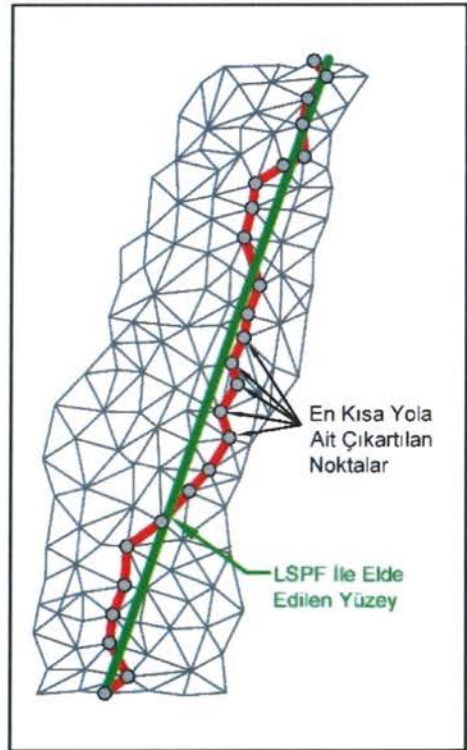 En Kısa Yola
Ait Çıkartılan
Noktalar
LSPF İle Elde
Edilen Yüzey